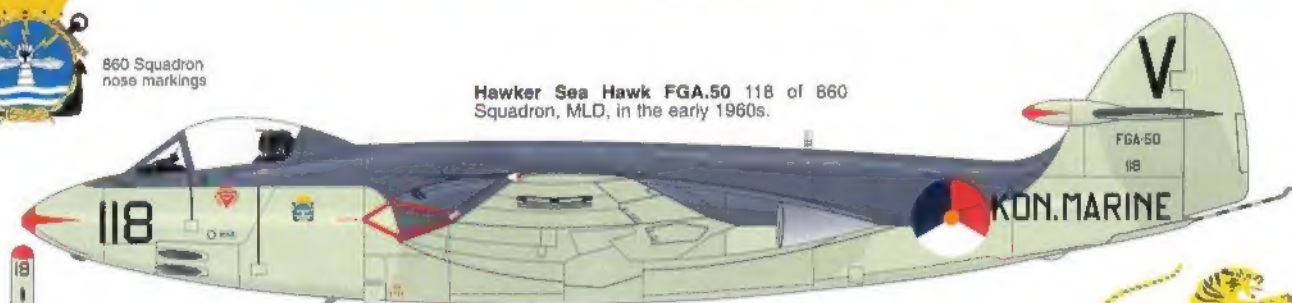 860 Squadron
nose markings
Hawker Sea Hawk FGA.50 118 of 860
Squadron, MLD, in the early 1960s.
V
FGA-50
118
118
KON.MARINE
18